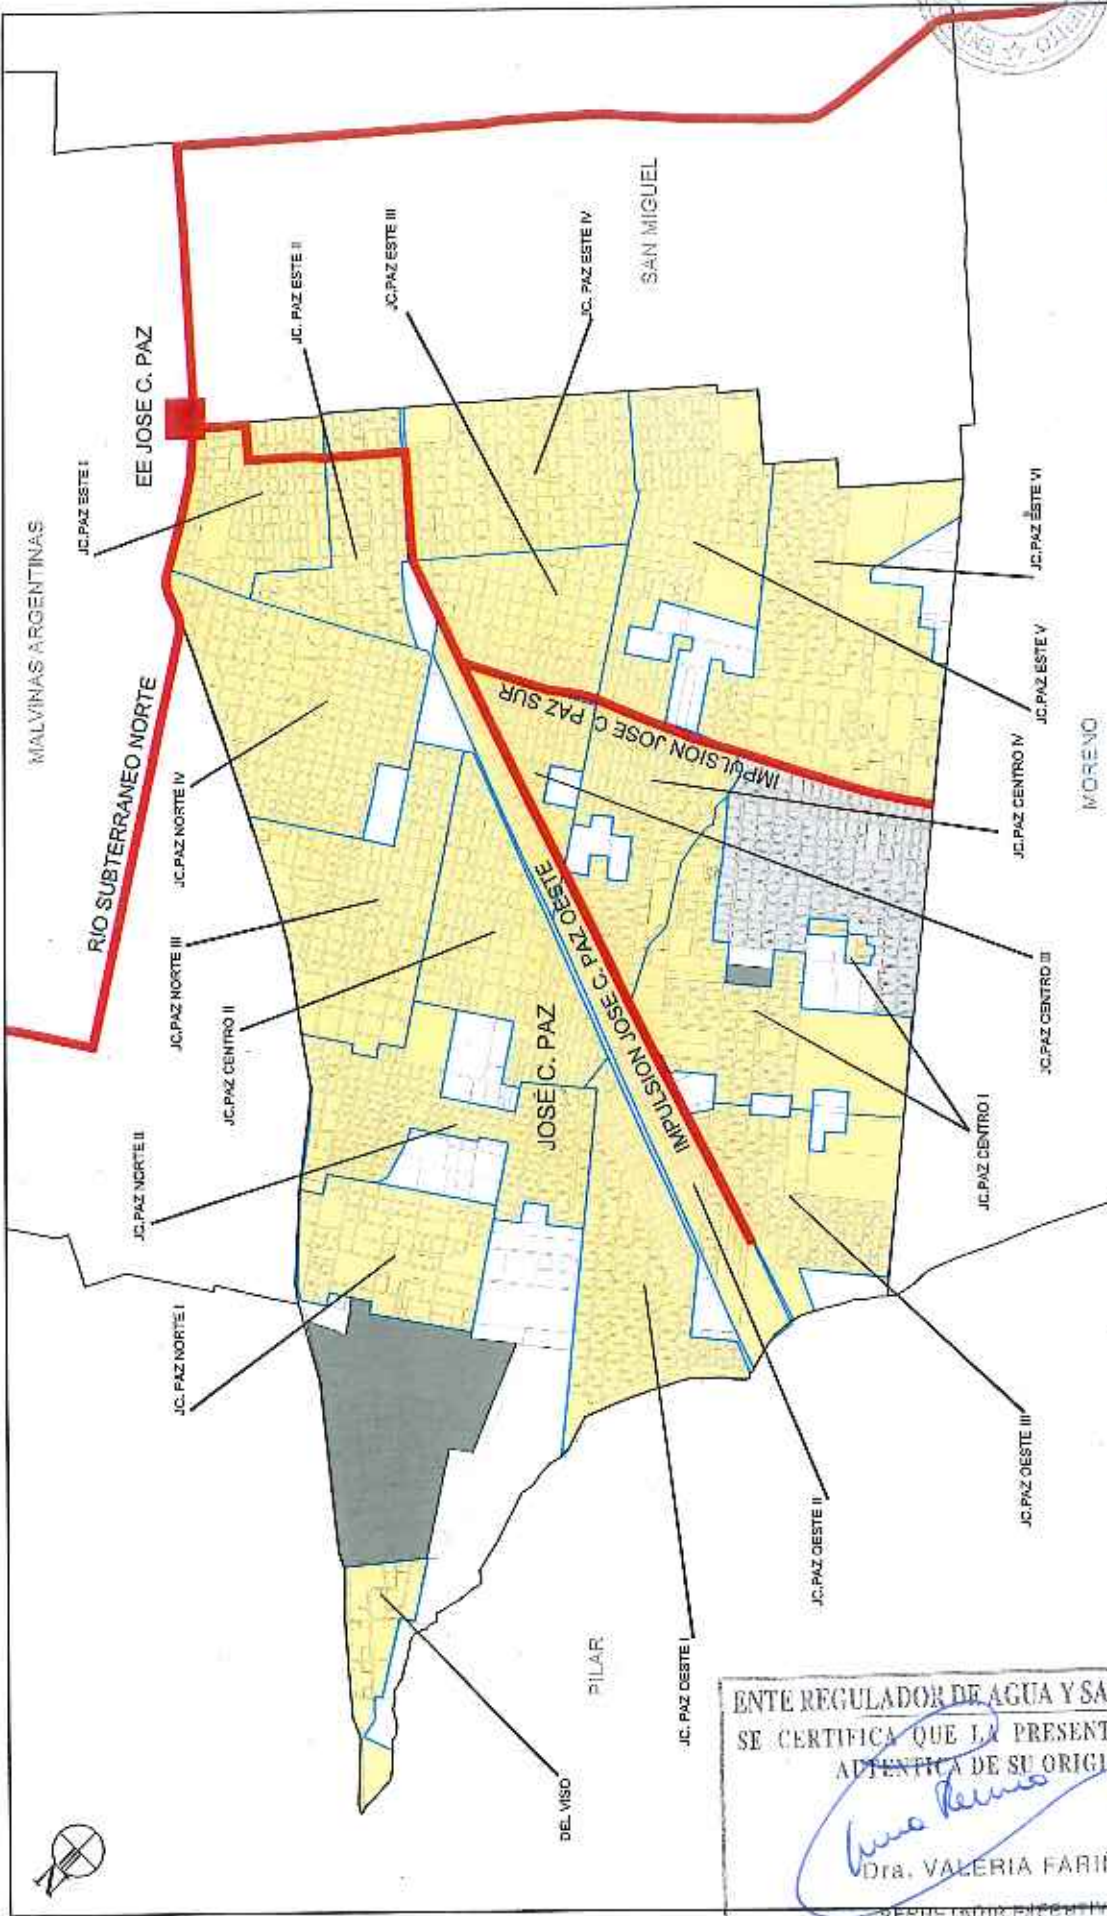 MALVINAS ARGENTINAS
RIO SUBTERRANEO NORTE
EE JOSE C. PAZ
SAN MIGUEL
JC.PAZ ESTE I
JC. PAZ ESTE II
JC.PAZ ESTE III
JC. PAZ ESTE IV
JC.PAZ NORTE IV
JC.PAZ NORTE III
JC.PAZ CENTRO II
JC.PAZ NORTE II
JC.PAZ NORTE I
JOSÉ C. PAZ
IMPULSION JOSE C. PAZ OESTE
IMPULSION JOSE C. PAZ SUR
JC.PAZ ESTE VI
JC.PAZ ESTE V
JC.PAZ CENTRO IV
JC.PAZ CENTRO III
JC.PAZ CENTRO I
JC.PAZ OESTE III
JC.PAZ OESTE II
JC. PAZ OESTE I
DEL VISO
PILAR
MORENO
ENTE REGULADOR DE AGUA Y SA
SE CERTIFICA QUE LA PRESENT
AUTENTICA DE SU ORIGI
Dra. VALERIA FARI